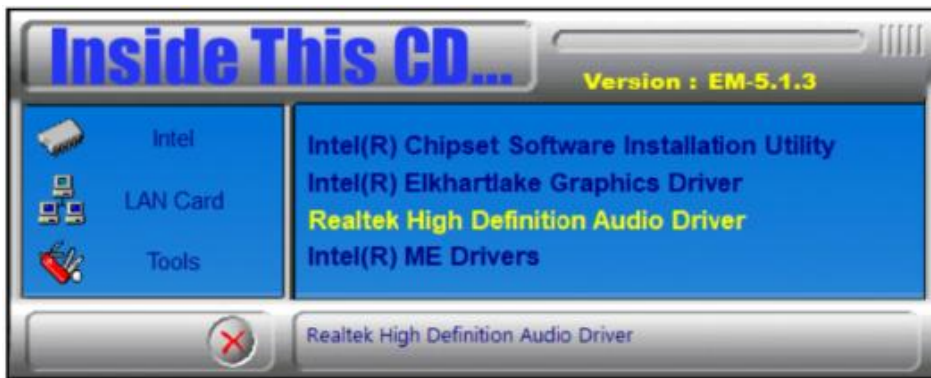 Inside This CD...
Version : EM-5.1.3
Intel
LAN Card
Tools
Intel(R) Chipset Software Installation Utility
Intel(R) Elkhartlake Graphics Driver
Realtek High Definition Audio Driver
Intel(R) ME Drivers
Realtek High Definition Audio Driver